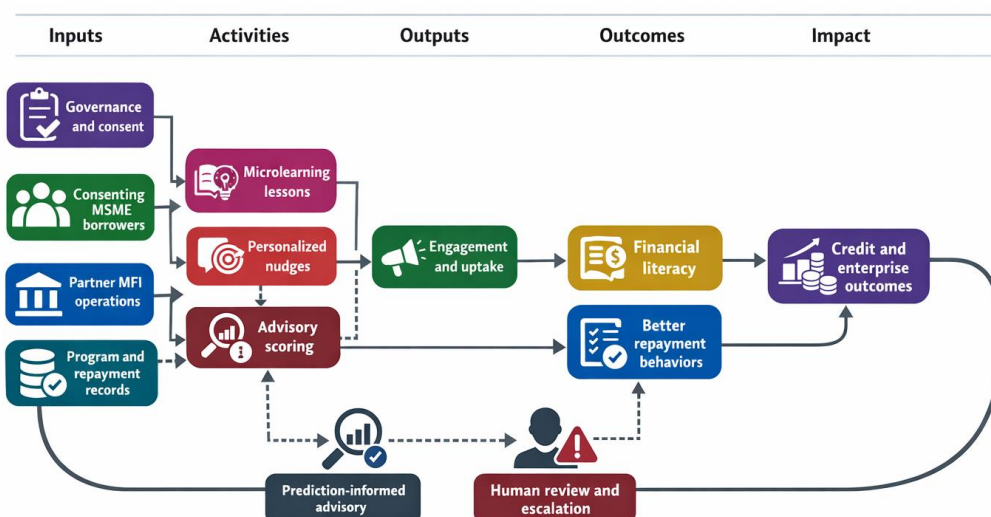 Inputs
Activities
Outputs
Outcomes
Impact
Governance
and consent
Consenting
MSME
borrowers
Partner MFI
operations
Program and
repayment
records
Microlearning
lessons
Personalized
nudges
Advisory
scoring
Engagement
and uptake
Financial
literacy
Better
repayment
behaviors
Credit and
enterprise
outcomes
Prediction-informed
advisory
Human review and
escalation